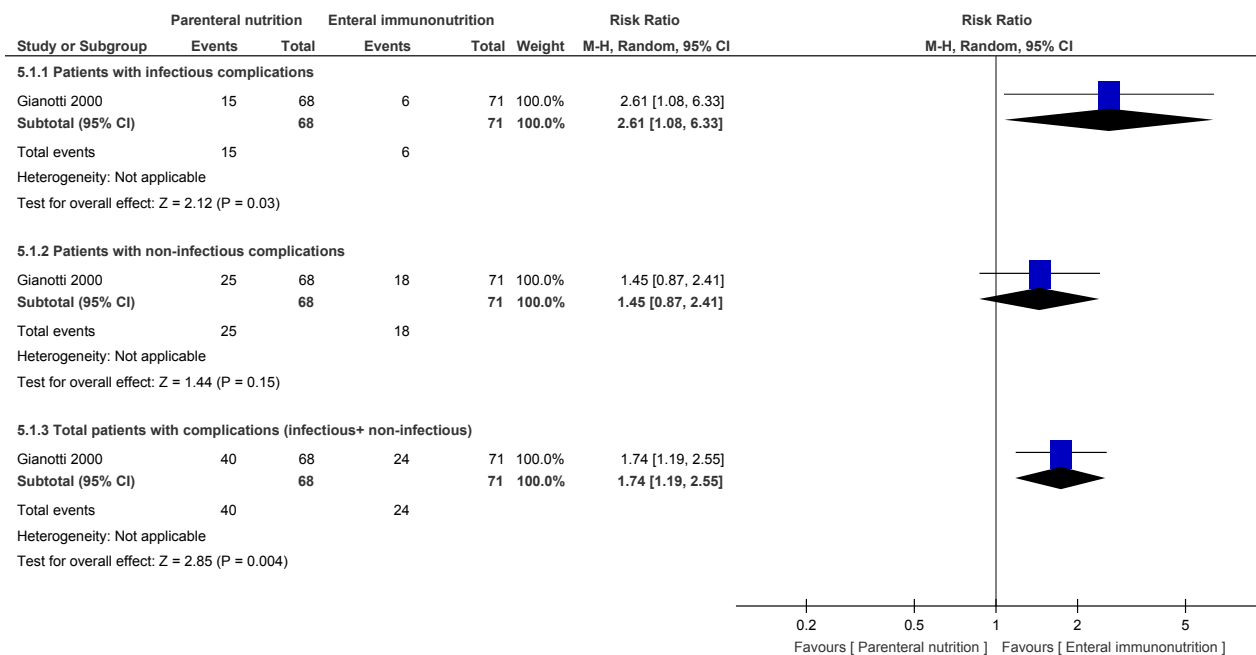 Parenteral nutrition Enteral immunonutrition Risk Ratio Risk Ratio
Study or Subgroup Events Total Events Total Weight M-H, Random, 95% CI M-H, Random, 95% CI
5.1.1 Patients with infectious complications
Gianotti 2000 15 68 6 71 100.0% 2.61 [1.08, 6.33]
Subtotal (95% CI) 68 71 100.0% 2.61 [1.08, 6.33]
Total events 15 6
Heterogeneity: Not applicable
Test for overall effect: Z = 2.12 (P = 0.03)
5.1.2 Patients with non-infectious complications
Gianotti 2000 25 68 18 71 100.0% 1.45 [0.87, 2.41]
Subtotal (95% CI) 68 71 100.0% 1.45 [0.87, 2.41]
Total events 25 18
Heterogeneity: Not applicable
Test for overall effect: Z = 1.44 (P = 0.15)
5.1.3 Total patients with complications (infectious+ non-infectious)
Gianotti 2000 40 68 24 71 100.0% 1.74 [1.19, 2.55]
Subtotal (95% CI) 68 71 100.0% 1.74 [1.19, 2.55]
Total events 40 24
Heterogeneity: Not applicable
Test for overall effect: Z = 2.85 (P = 0.004)
0.2 0.5 1 2 5
Favours [ Parenteral nutrition ] Favours [ Enteral immunonutrition ]